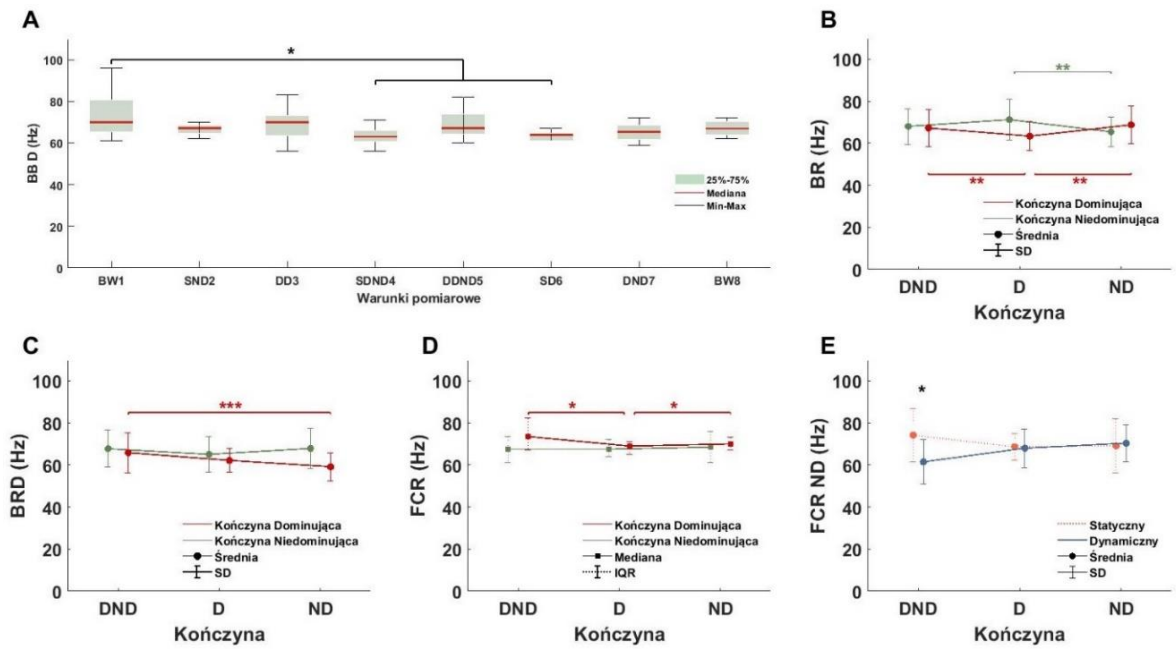 A
100
80
60
40
20
0
BB D (Hz)
*
25%-75%
Mediana
Min-Max
BW1 SND2 DD3 SDND4 DDND5 SD6 DND7 BW8
Warunki pomiarowe
B
100
80
60
40
20
0
BR (Hz)
**
** **
Kończyna Dominująca
Kończyna Niedominująca
Średnia
SD
DND D ND
Kończyna
C
100
80
60
40
20
0
BRD (Hz)
***
Kończyna Dominująca
Kończyna Niedominująca
Średnia
SD
DND D ND
Kończyna
D
100
80
60
40
20
0
FCR (Hz)
* *
Kończyna Dominująca
Kończyna Niedominująca
Mediana
IQR
DND D ND
Kończyna
E
100
80
60
40
20
0
FCR ND (Hz)
*
Statyczny
Dynamiczny
Średnia
SD
DND D ND
Kończyna